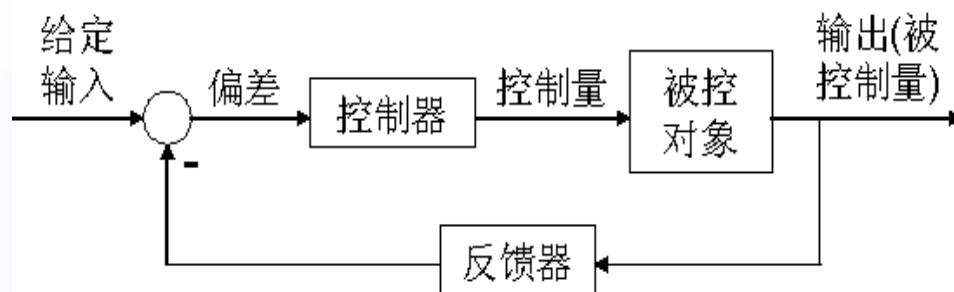 给定
输入
偏差
控制器
控制量
被控
对象
输出(被
控制量)
-
反馈器